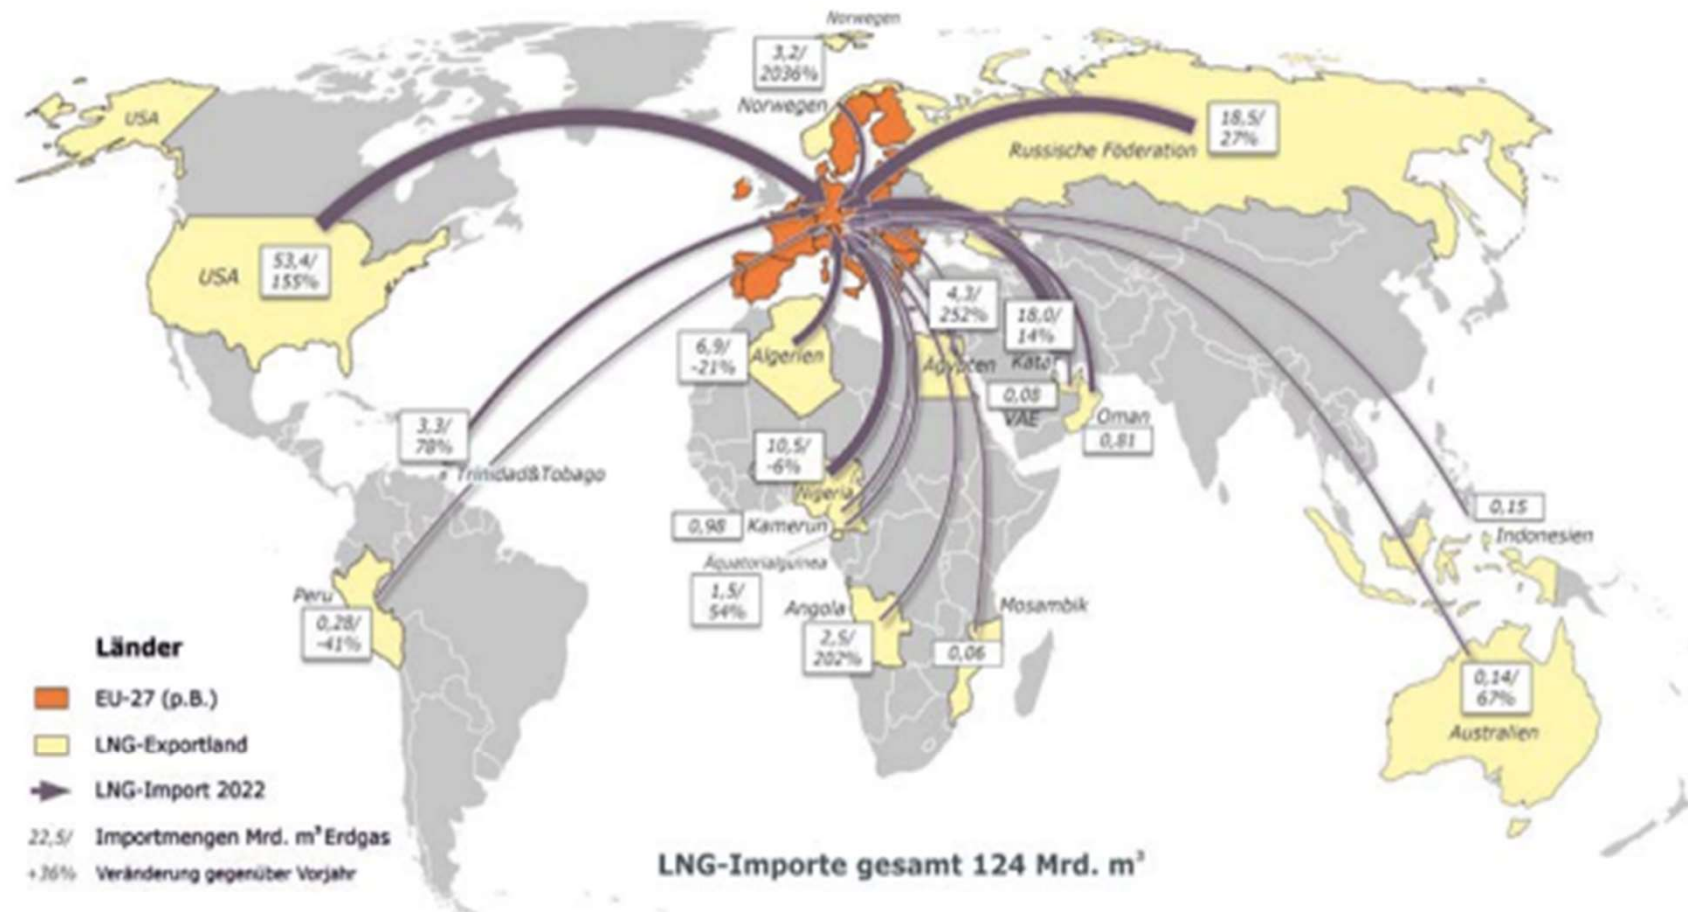 Norwegen
3,2/
2036%
Norwegen
USA
18,5/
27%
Russische Föderation
USA
53,4/
155%
4,3/
252%
18,0/
14%
6,9/
-21%
Algerien
Ägypten
Katar
0,08
VAE
Oman
0,81
3,3/
78%
Trinidad&Tobago
10,5/
-6%
Nigeria
0,98
Kamerun
Äquatorialguinea
1,5/
54%
0,15
Indonesien
Peru
0,28/
-41%
Angola
2,5/
202%
Mosambik
0,06
0,14/
67%
Australien
Länder
EU-27 (p.B.)
LNG-Exportland
LNG-Import 2022
22,5/ Importmengen Mrd. m³ Erdgas
+36% Veränderung gegenüber Vorjahr
LNG-Importe gesamt 124 Mrd. m³